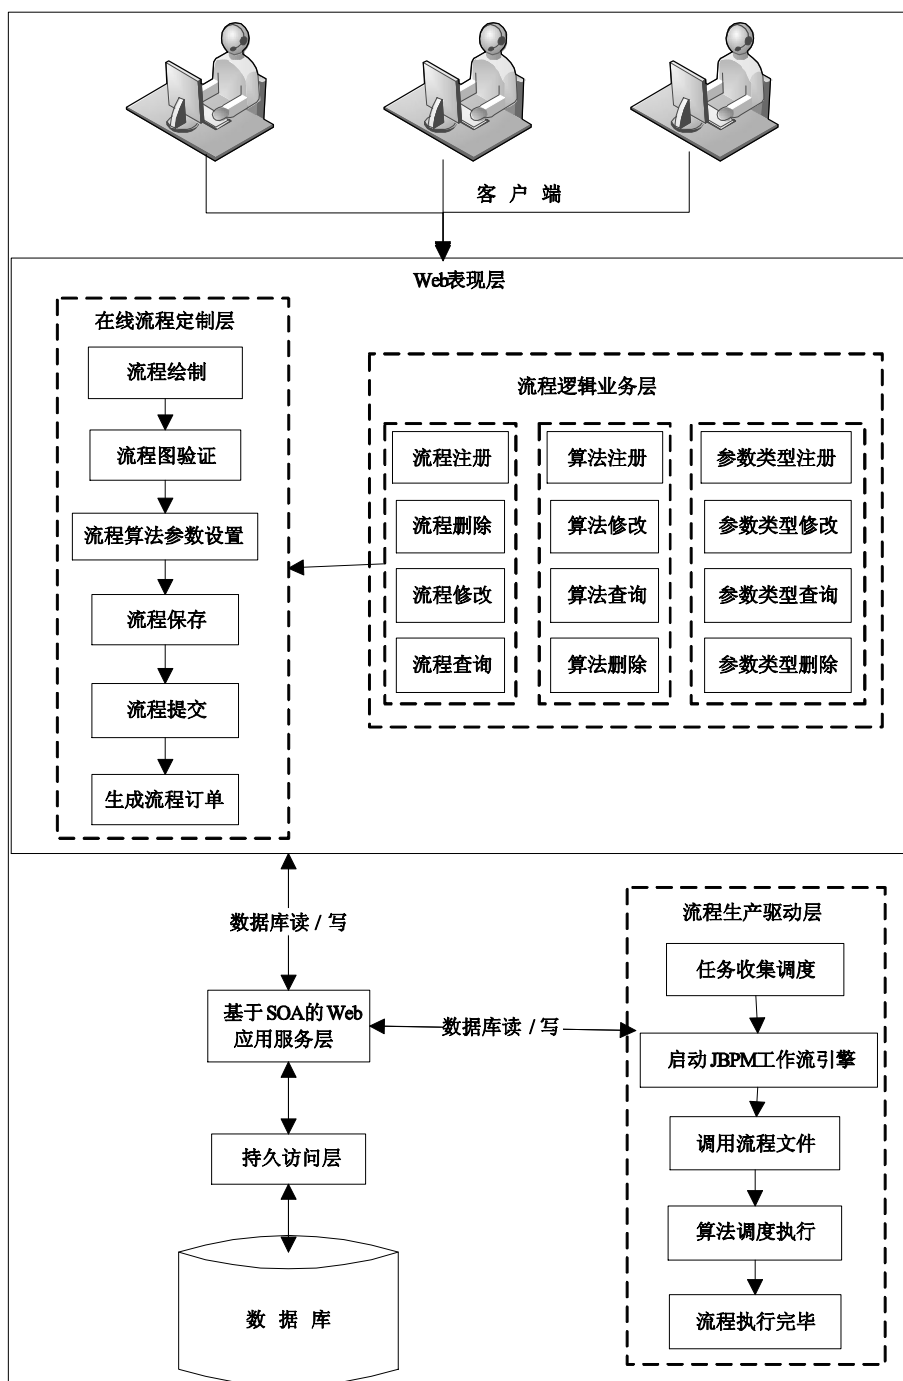 客 户 端
Web表现层
在线流程定制层
流程绘制
流程图验证
流程算法参数设置
流程保存
流程提交
生成流程订单
流程逻辑业务层
流程注册
流程删除
流程修改
流程查询
算法注册
算法修改
算法查询
算法删除
参数类型注册
参数类型修改
参数类型查询
参数类型删除
数据库读 / 写
基于 SOA的 Web
应用服务层
数据库读 / 写
持久访问层
数 据 库
流程生产驱动层
任务收集调度
启动 JBPM工作流引擎
调用流程文件
算法调度执行
流程执行完毕